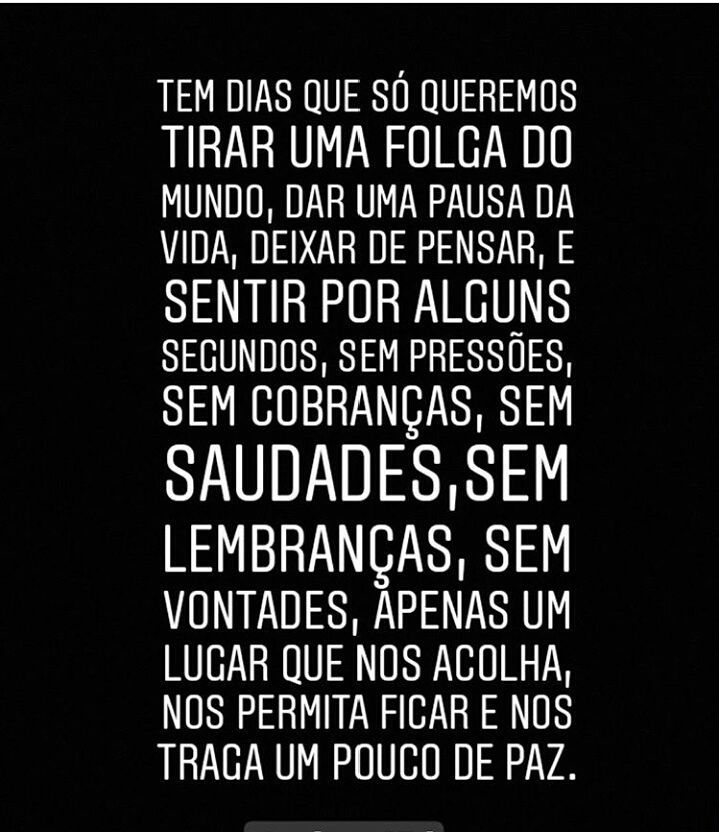 TEM DIAS QUE SÓ QUEREMOS
TIRAR UMA FOLGA DO
MUNDO, DAR UMA PAUSA DA
VIDA, DEIXAR DE PENSAR, E
SENTIR POR ALGUNS
SEGUNDOS, SEM PRESSÕES,
SEM COBRANÇAS, SEM
SAUDADES,SEM
LEMBRANÇAS, SEM
VONTADES, APENAS UM
LUGAR QUE NOS ACOLHA,
NOS PERMITA FICAR E NOS
TRAGA UM POUCO DE PAZ.